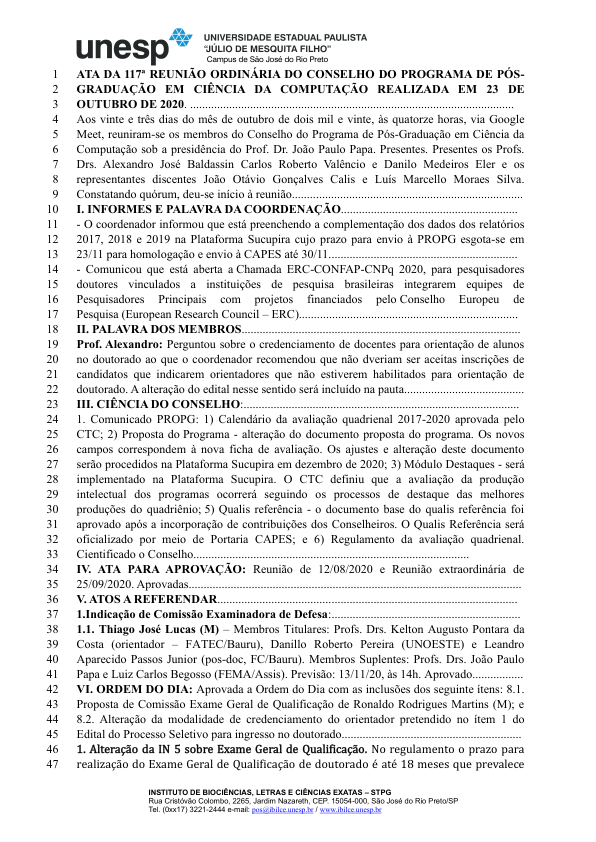 unesp
UNIVERSIDADE ESTADUAL PAULISTA
“JÚLIO DE MESQUITA FILHO”
Campus de São José do Rio Preto
1 ATA DA 117ª REUNIÃO ORDINÁRIA DO CONSELHO DO PROGRAMA DE PÓS-
2 GRADUAÇÃO EM CIÊNCIA DA COMPUTAÇÃO REALIZADA EM 23 DE
3 OUTUBRO DE 2020. ..........................................................................................................
4 Aos vinte e três dias do mês de outubro de dois mil e vinte, às quatorze horas, via Google
5 Meet, reuniram-se os membros do Conselho do Programa de Pós-Graduação em Ciência da
6 Computação sob a presidência do Prof. Dr. João Paulo Papa. Presentes. Presentes os Profs.
7 Drs. Alexandro José Baldassin Carlos Roberto Valêncio e Danilo Medeiros Eler e os
8 representantes discentes João Otávio Gonçalves Calis e Luís Marcello Moraes Silva.
9 Constatando quórum, deu-se início à reunião.............................................................................
10 I. INFORMES E PALAVRA DA COORDENAÇÃO...........................................................
11 - O coordenador informou que está preenchendo a complementação dos dados dos relatórios
12 2017, 2018 e 2019 na Plataforma Sucupira cujo prazo para envio à PROPG esgota-se em
13 23/11 para homologação e envio à CAPES até 30/11...............................................................
14 - Comunicou que está aberta a Chamada ERC-CONFAP-CNPq 2020, para pesquisadores
15 doutores vinculados a instituições de pesquisa brasileiras integrarem equipes de
16 Pesquisadores Principais com projetos financiados pelo Conselho Europeu de
17 Pesquisa (European Research Council – ERC).........................................................................
18 II. PALAVRA DOS MEMBROS.............................................................................................
19 Prof. Alexandro: Perguntou sobre o credenciamento de docentes para orientação de alunos
20 no doutorado ao que o coordenador recomendou que não dveriam ser aceitas inscrições de
21 candidatos que indicarem orientadores que não estiverem habilitados para orientação de
22 doutorado. A alteração do edital nesse sentido será incluído na pauta........................................
23 III. CIÊNCIA DO CONSELHO:............................................................................................
24 1. Comunicado PROPG: 1) Calendário da avaliação quadrienal 2017-2020 aprovada pelo
25 CTC; 2) Proposta do Programa - alteração do documento proposta do programa. Os novos
26 campos correspondem à nova ficha de avaliação. Os ajustes e alteração deste documento
27 serão procedidos na Plataforma Sucupira em dezembro de 2020; 3) Módulo Destaques - será
28 implementado na Plataforma Sucupira. O CTC definiu que a avaliação da produção
29 intelectual dos programas ocorrerá seguindo os processos de destaque das melhores
30 produções do quadriênio; 5) Qualis referência - o documento base do qualis referência foi
31 aprovado após a incorporação de contribuições dos Conselheiros. O Qualis Referência será
32 oficializado por meio de Portaria CAPES; e 6) Regulamento da avaliação quadrienal.
33 Cientificado o Conselho............................................................................................
34 IV. ATA PARA APROVAÇÃO: Reunião de 12/08/2020 e Reunião extraordinária de
35 25/09/2020. Aprovadas...............................................................................................................
36 V. ATOS A REFERENDAR.....................................................................................................
37 1.Indicação de Comissão Examinadora de Defesa:...............................................................
38 1.1. Thiago José Lucas (M) – Membros Titulares: Profs. Drs. Kelton Augusto Pontara da
39 Costa (orientador – FATEC/Bauru), Danillo Roberto Pereira (UNOESTE) e Leandro
40 Aparecido Passos Junior (pos-doc, FC/Bauru). Membros Suplentes: Profs. Drs. João Paulo
41 Papa e Luiz Carlos Begosso (FEMA/Assis). Previsão: 13/11/20, às 14h. Aprovado.................
42 VI. ORDEM DO DIA: Aprovada a Ordem do Dia com as inclusões dos seguinte itens: 8.1.
43 Proposta de Comissão Exame Geral de Qualificação de Ronaldo Rodrigues Martins (M); e
44 8.2. Alteração da modalidade de credenciamento do orientador pretendido no item 1 do
45 Edital do Processo Seletivo para ingresso no doutorado............................................................
46 1. Alteração da IN 5 sobre Exame Geral de Qualificação. No regulamento o prazo para
47 realização do Exame Geral de Qualificação de doutorado é até 18 meses que prevalece
INSTITUTO DE BIOCIÊNCIAS, LETRAS E CIÊNCIAS EXATAS – STPG
Rua Cristóvão Colombo, 2265, Jardim Nazareth, CEP. 15054-000, São José do Rio Preto/SP
Tel. (0xx17) 3221-2444 e-mail: pos@ibilce.unesp.br / www.ibilce.unesp.br